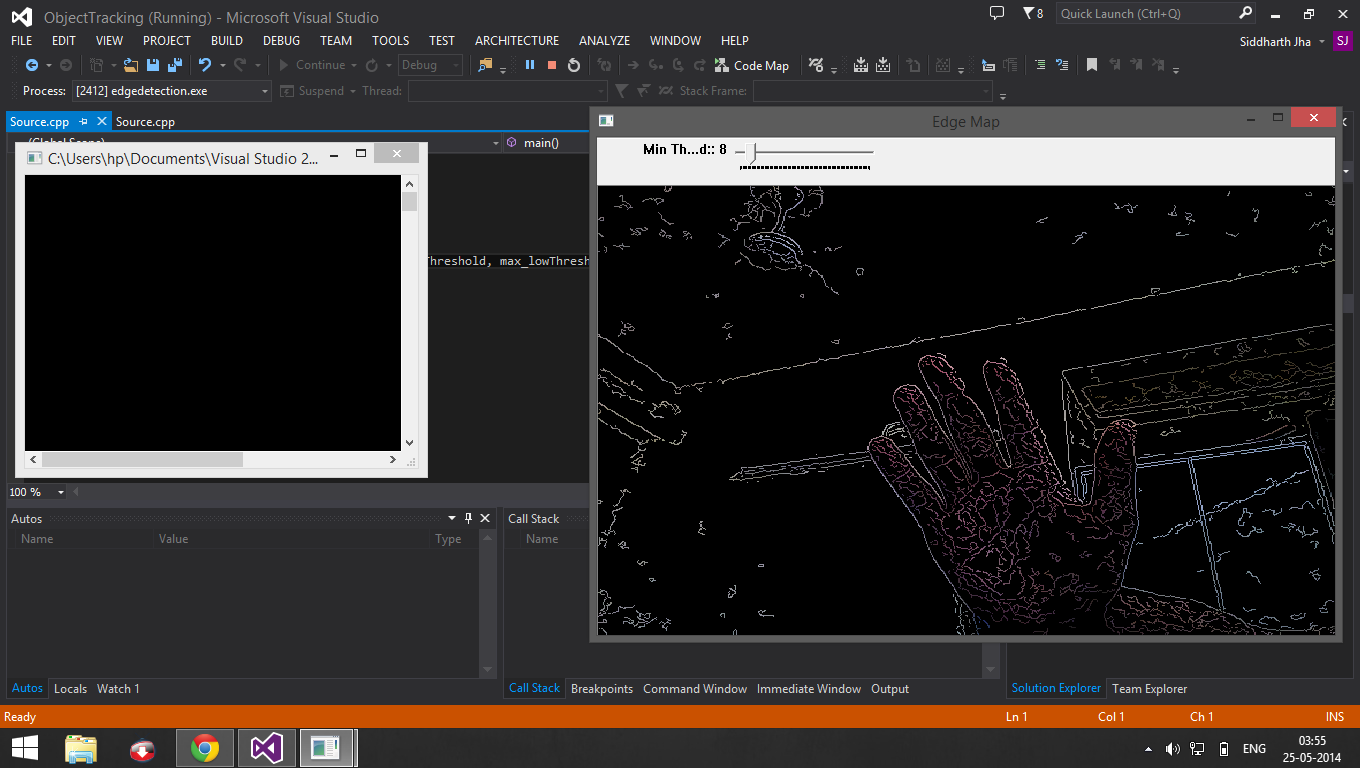 ObjectTracking (Running) - Microsoft Visual Studio
8
Quick Launch (Ctrl+Q)
FILE EDIT VIEW PROJECT BUILD DEBUG TEAM TOOLS TEST ARCHITECTURE ANALYZE WINDOW HELP
Siddharth Jha SJ
Continue Debug Code Map
Process: [2412] edgedetection.exe Suspend Thread: Stack Frame:
Source.cpp Source.cpp
(Global Scope) main()
C:\Users\hp\Documents\Visual Studio 2...
Edge Map
Min Th...d:: 8
Threshold, max_lowThresh
100 %
Autos
Name Value Type
Call Stack
Name
Autos Locals Watch 1
Call Stack Breakpoints Command Window Immediate Window Output
Solution Explorer Team Explorer
Ready Ln 1 Col 1 Ch 1 INS
ENG
03:55
25-05-2014